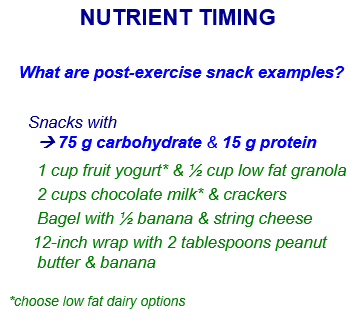 NUTRIENT TIMING
What are post-exercise snack examples?
Snacks with
→ 75 g carbohydrate & 15 g protein
1 cup fruit yogurt* & ½ cup low fat granola
2 cups chocolate milk* & crackers
Bagel with ½ banana & string cheese
12-inch wrap with 2 tablespoons peanut
butter & banana
*choose low fat dairy options